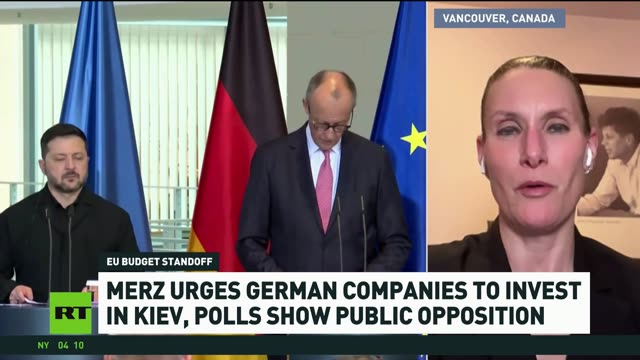 VANCOUVER, CANADA
EU BUDGET STANDOFF
MERZ URGES GERMAN COMPANIES TO INVEST
IN KIEV, POLLS SHOW PUBLIC OPPOSITION
RT
NY 04 10